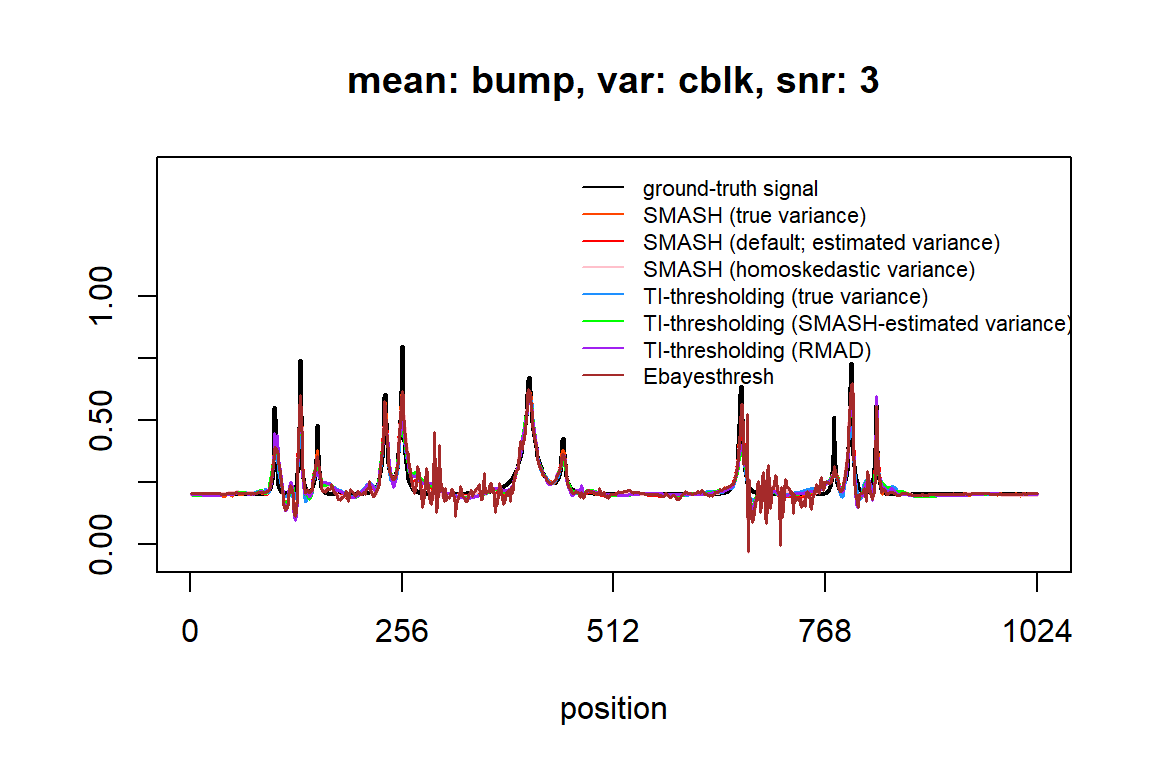 mean: bump, var: cblk, snr: 3
ground-truth signal
SMASH (true variance)
SMASH (default; estimated variance)
SMASH (homoskedastic variance)
TI-thresholding (true variance)
TI-thresholding (SMASH-estimated variance)
TI-thresholding (RMAD)
Ebayesthresh
1.00
0.50
0.00
0 256 512 768 1024
position